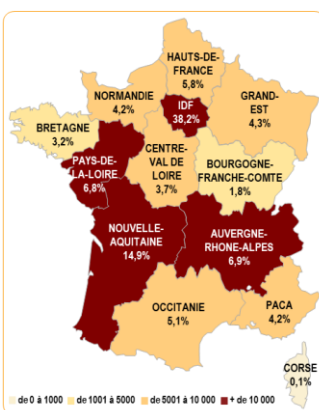 HAUTS-DE-
FRANCE
5,8%
NORMANDIE
4,2%
IDF
38,2%
GRAND-
EST
4,3%
BRETAGNE
3,2%
PAYS-DE-
LA-LOIRE
6,8%
CENTRE-
VAL DE
LOIRE
3,7%
BOURGOGNE-
FRANCHE-COMTE
1,8%
NOUVELLE-
AQUITAINE
14,9%
AUVERGNE-
RHONE-ALPES
6,9%
OCCITANIE
5,1%
PACA
4,2%
CORSE
0,1%
de 0 à 1000 de 1001 à 5000 de 5001 à 10 000 + de 10 000